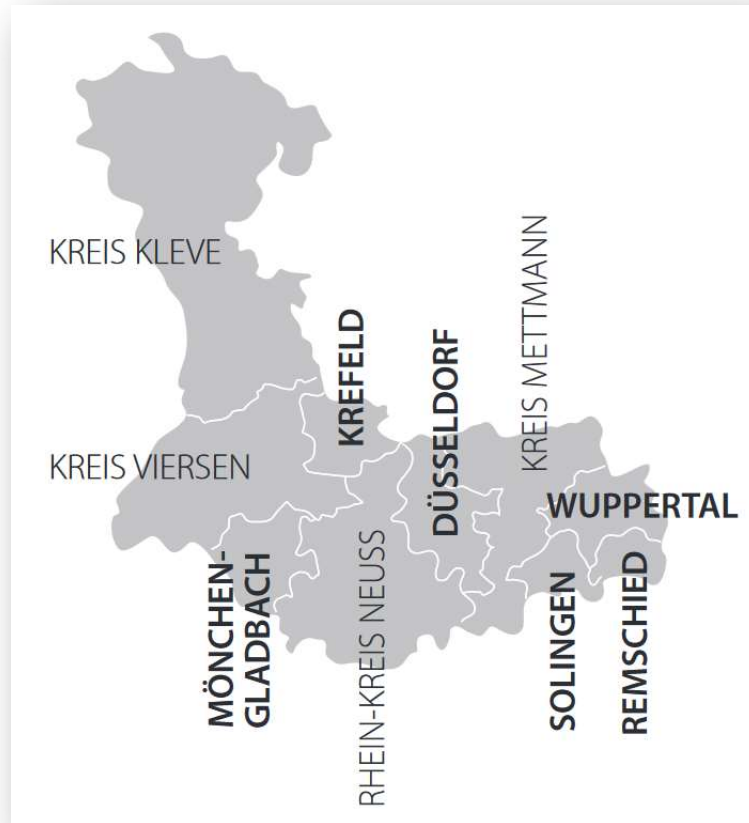 KREIS KLEVE
KREFELD
DÜSSELDORF
KREIS METTMANN
KREIS VIERSEN
WUPPERTAL
MÖNCHEN-
GLADBACH
RHEIN-KREIS NEUSS
SOLINGEN
REMSCHIED